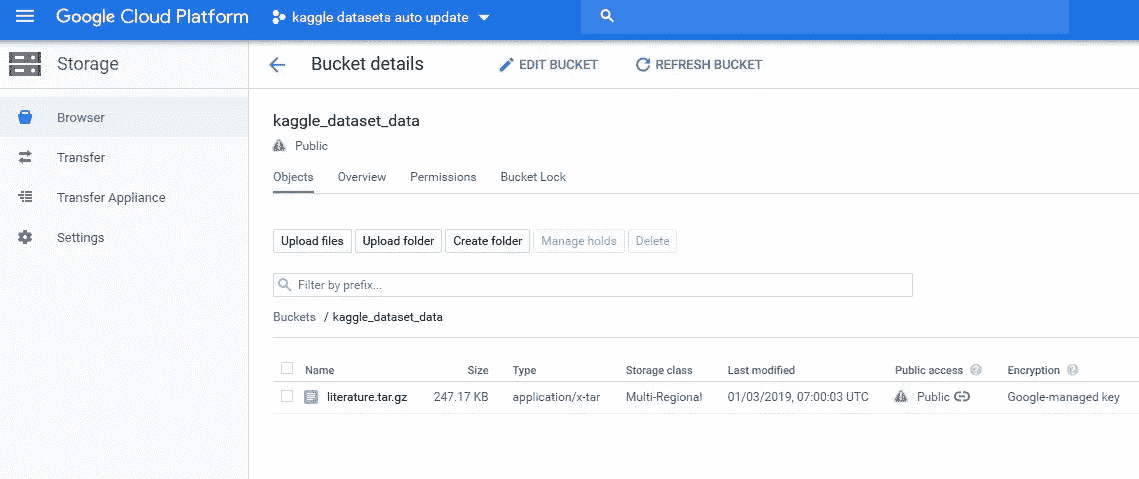 Google Cloud Platform kaggle datasets auto update
Storage Bucket details EDIT BUCKET REFRESH BUCKET
Browser
Transfer
Transfer Appliance
Settings
kaggle_dataset_data
Public
Objects Overview Permissions Bucket Lock
Upload files Upload folder Create folder Manage holds Delete
Filter by prefix...
Buckets / kaggle_dataset_data
Name Size Type Storage class Last modified Public access Encryption
literature.tar.gz 247.17 KB application/x-tar Multi-Regional 01/03/2019, 07:00:03 UTC Public Google-managed key